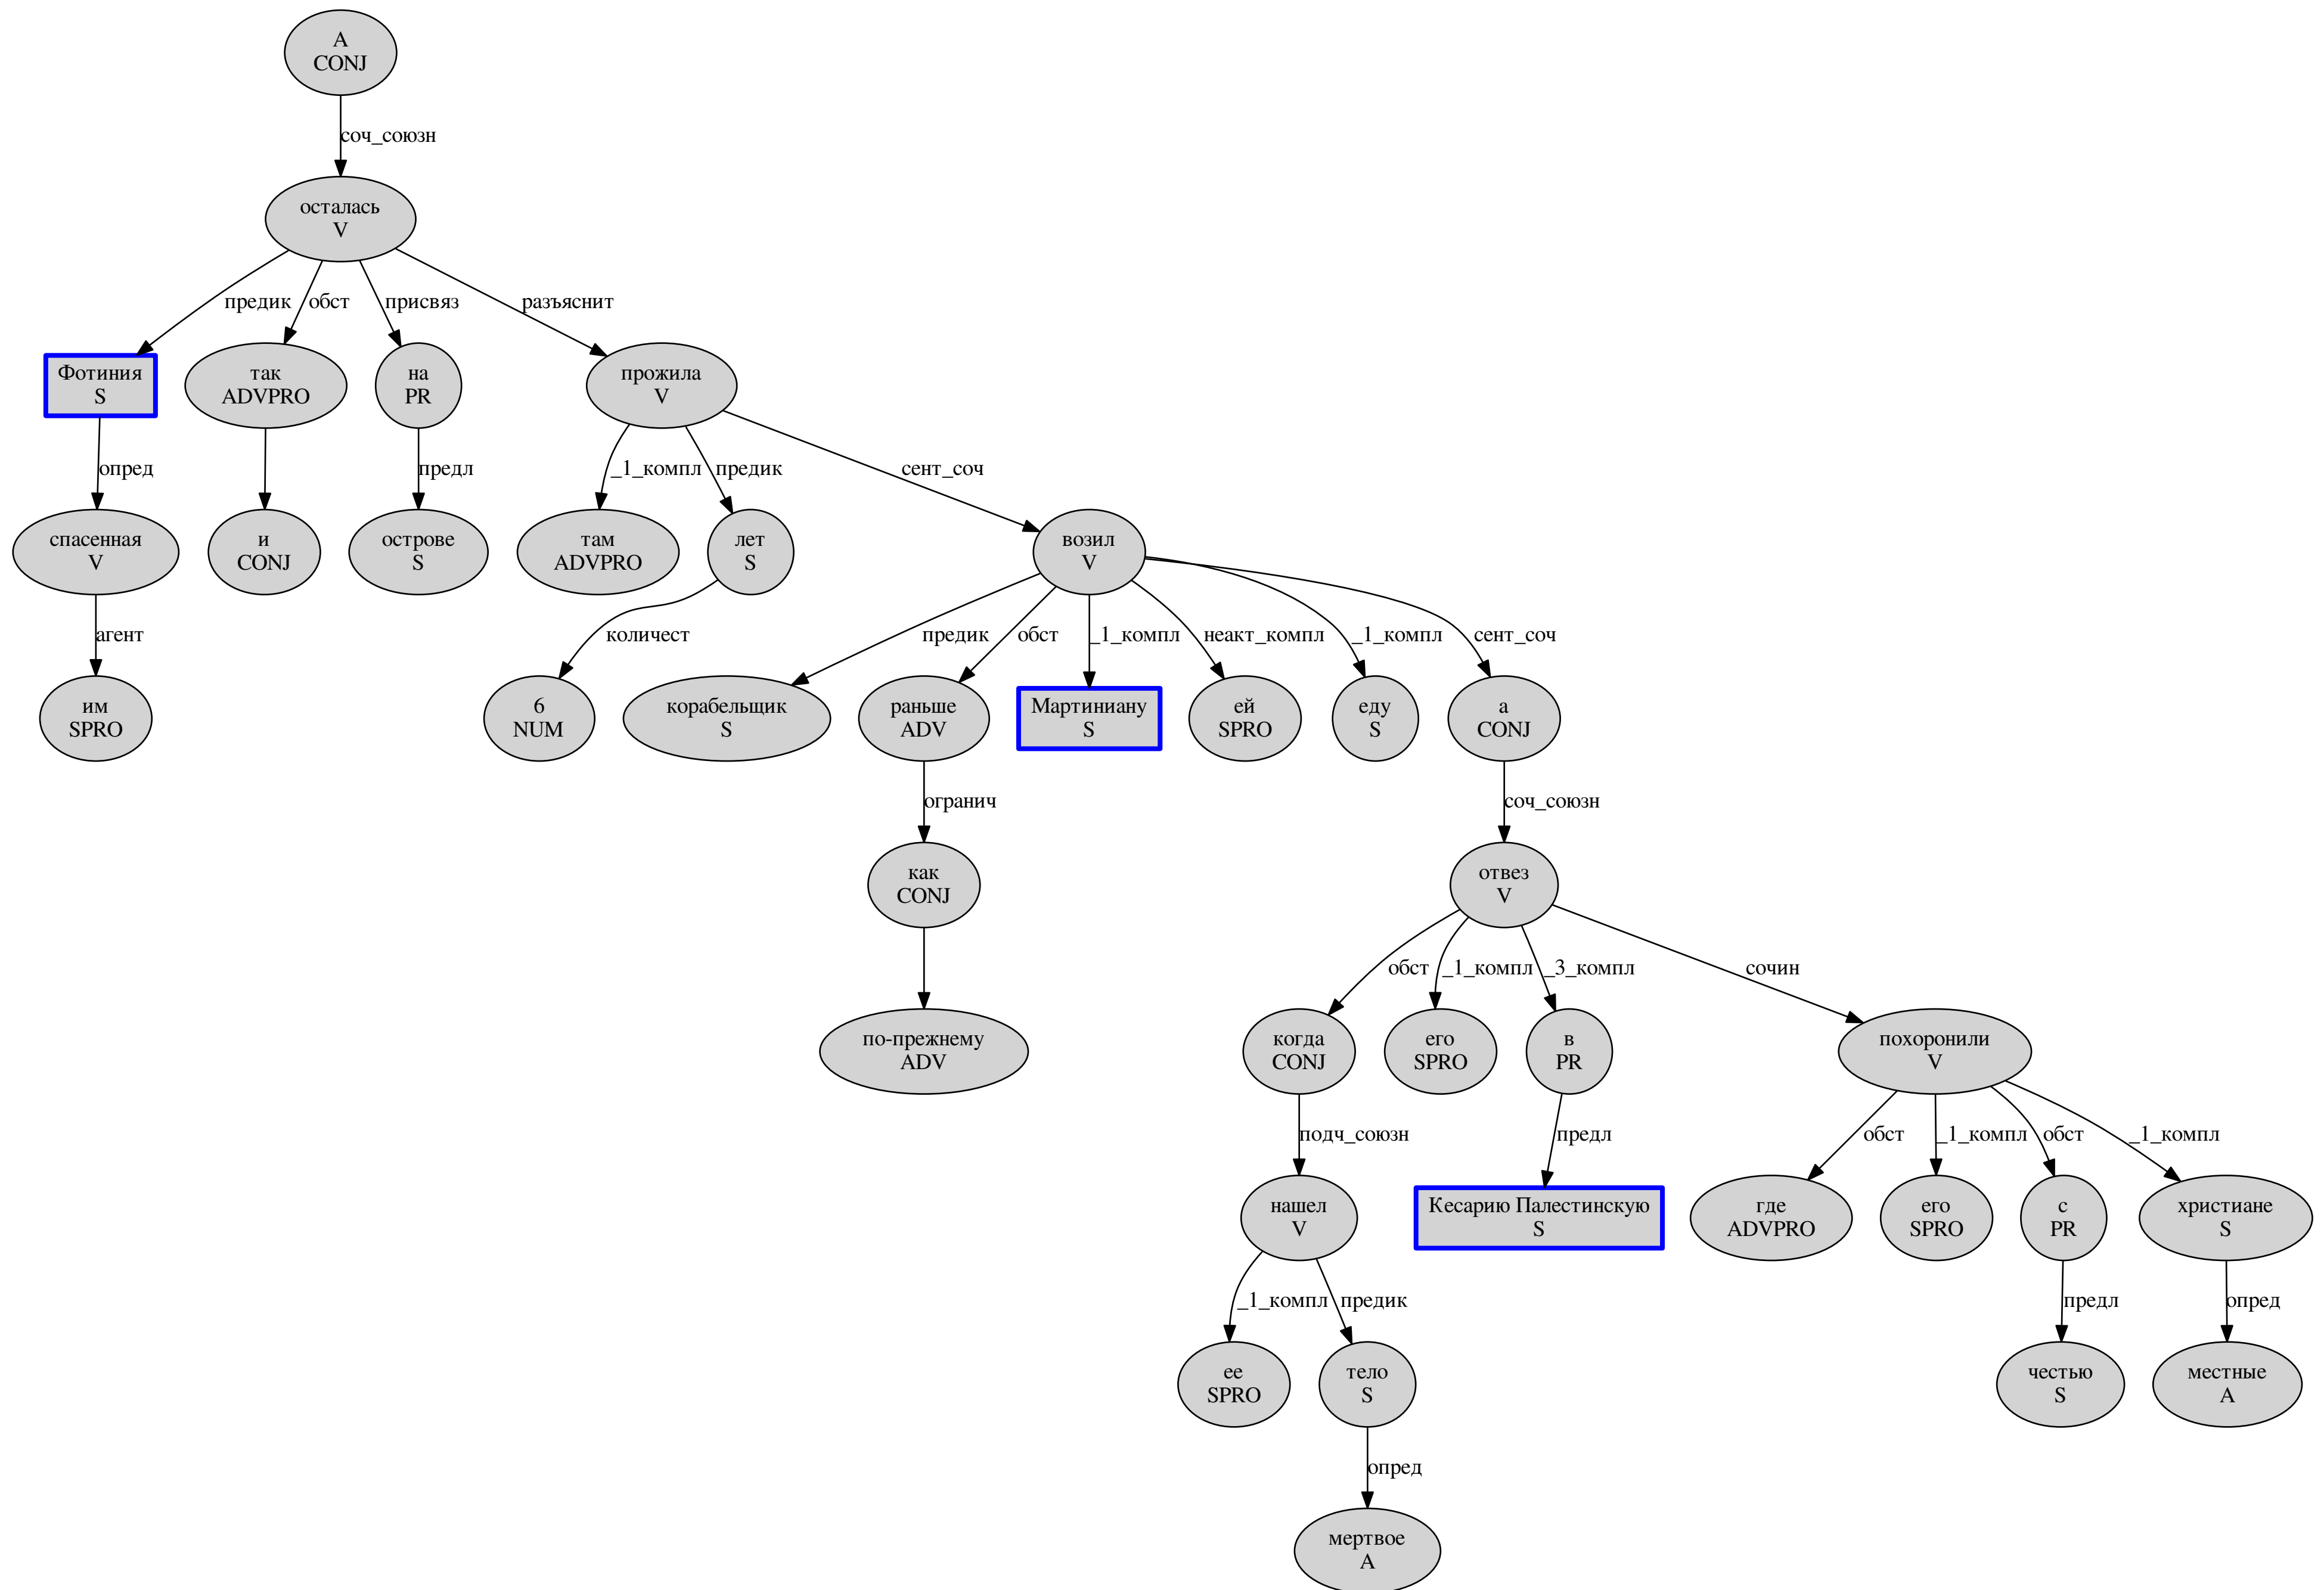 А
CONJ
соч_союзн
осталась
V
предик
обст
присвяз
разъяснит
Фотиния
S
так
ADVPRO
на
PR
прожила
V
опред
предл
_1_компл
предик
сент_соч
спасенная
V
и
CONJ
острове
S
там
ADVPRO
лет
S
возил
V
агент
количест
предик
обст
_1_компл
неакт_компл
_1_компл
сент_соч
им
SPRO
6
NUM
корабельщик
S
раньше
ADV
Мартиниану
S
ей
SPRO
еду
S
а
CONJ
огранич
соч_союзн
как
CONJ
отвез
V
обст
_1_компл
_3_компл
сочин
по-прежнему
ADV
когда
CONJ
его
SPRO
в
PR
похоронили
V
подч_союзн
предл
обст
_1_компл
обст
_1_компл
нашел
V
Кесарию Палестинскую
S
где
ADVPRO
его
SPRO
с
PR
христиане
S
_1_компл
предик
предл
опред
ее
SPRO
тело
S
честью
S
местные
A
опред
мертвое
A